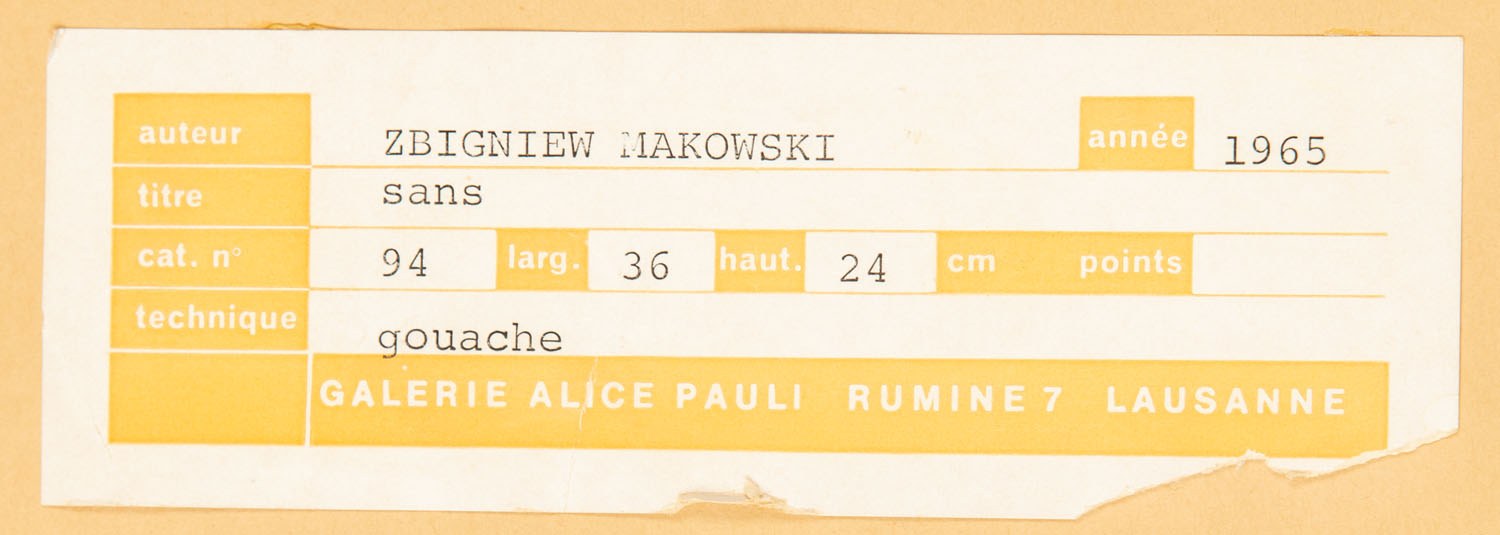 auteur ZBIGNIEW MAKOWSKI année 1965
titre sans
cat. n° 94 larg. 36 haut. 24 cm points
technique gouache
GALERIE ALICE PAULI RUMINE 7 LAUSANNE